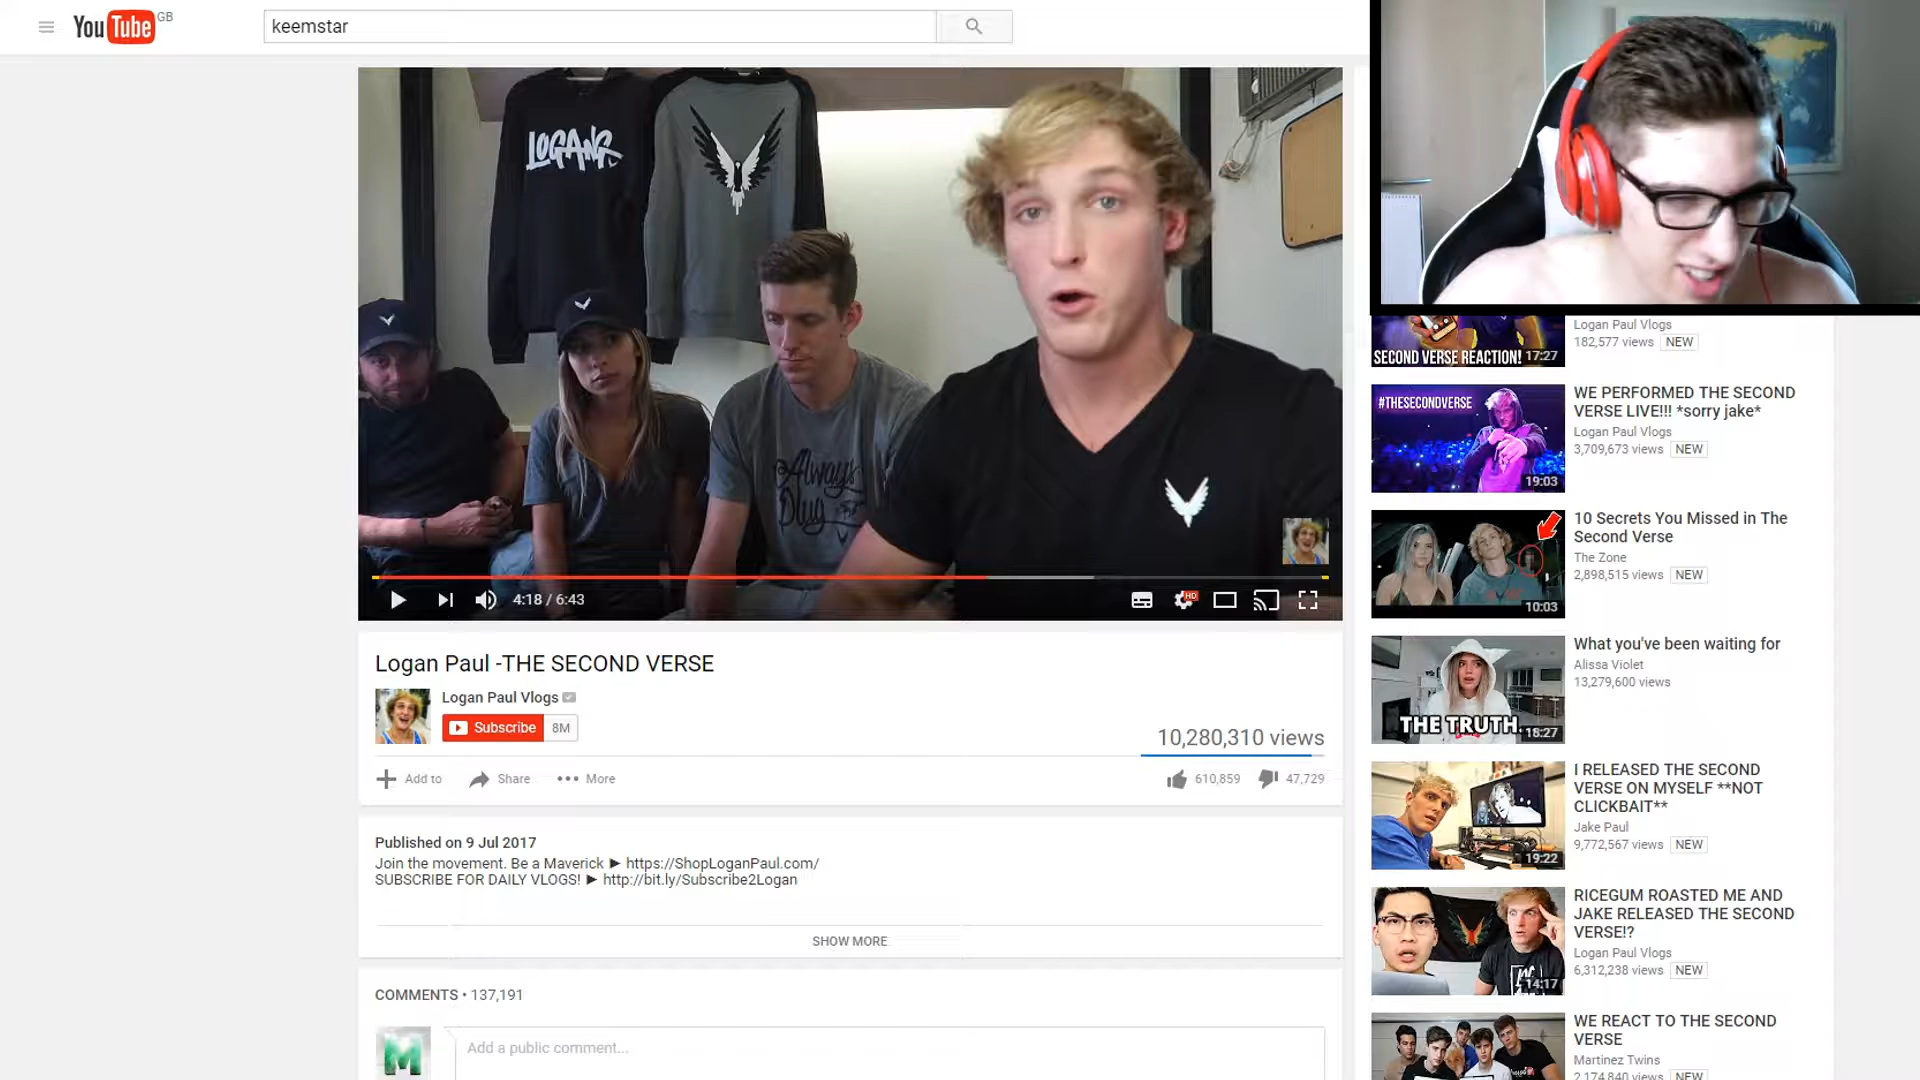 YouTube GB
keemstar
LOGANG
Always
Plug
4:18 / 6:43
HD
Logan Paul -THE SECOND VERSE
Logan Paul Vlogs
Subscribe 8M
10,280,310 views
Add to
Share
More
610,859
47,729
Published on 9 Jul 2017
Join the movement. Be a Maverick ► https://ShopLoganPaul.com/
SUBSCRIBE FOR DAILY VLOGS! ► http://bit.ly/Subscribe2Logan
SHOW MORE
COMMENTS • 137,191
M
Add a public comment...
SECOND VERSE REACTION! 17:27
Logan Paul Vlogs
182,577 views NEW
#THESECONDVERSE
19:03
WE PERFORMED THE SECOND
VERSE LIVE!!! *sorry jake*
Logan Paul Vlogs
3,709,673 views NEW
10:03
10 Secrets You Missed in The
Second Verse
The Zone
2,898,515 views NEW
THE TRUTH.
18:27
What you've been waiting for
Alissa Violet
13,279,600 views
19:22
I RELEASED THE SECOND
VERSE ON MYSELF **NOT
CLICKBAIT**
Jake Paul
9,772,567 views NEW
14:17
RICEGUM ROASTED ME AND
JAKE RELEASED THE SECOND
VERSE!?
Logan Paul Vlogs
6,312,238 views NEW
WE REACT TO THE SECOND
VERSE
Martinez Twins
2,174,840 views NEW